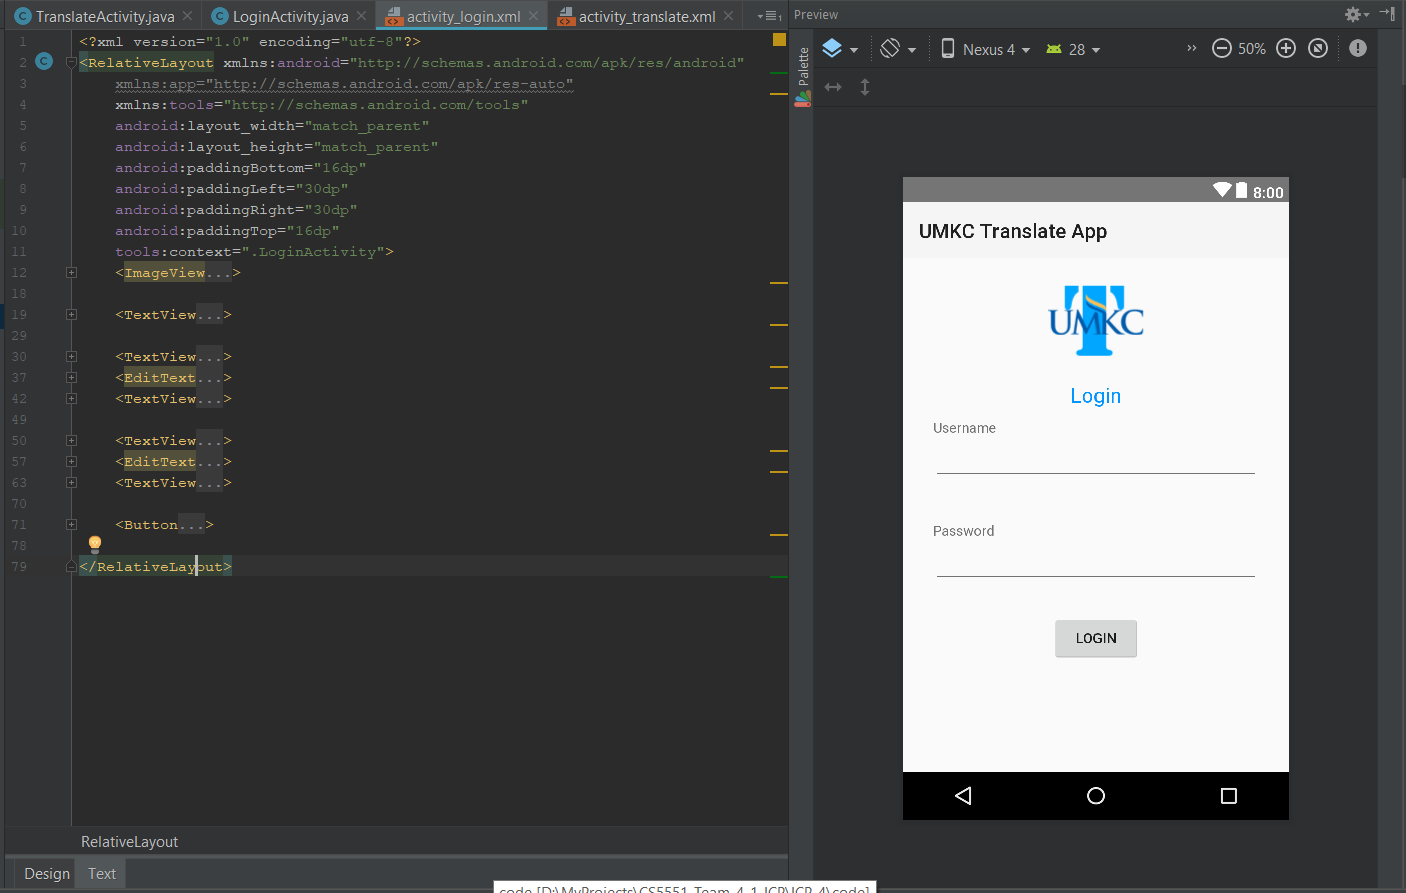 TranslateActivity.java LoginActivity.java activity_login.xml activity_translate.xml
1 <?xml version="1.0" encoding="utf-8"?>
2 <RelativeLayout xmlns:android="http://schemas.android.com/apk/res/android"
3 xmlns:app="http://schemas.android.com/apk/res-auto"
4 xmlns:tools="http://schemas.android.com/tools"
5 android:layout_width="match_parent"
6 android:layout_height="match_parent"
7 android:paddingBottom="16dp"
8 android:paddingLeft="30dp"
9 android:paddingRight="30dp"
10 android:paddingTop="16dp"
11 tools:context=".LoginActivity">
12 <ImageView...>
18
19 <TextView...>
29
30 <TextView...>
37 <EditText...>
42 <TextView...>
49
50 <TextView...>
57 <EditText...>
63 <TextView...>
70
71 <Button...>
78
79 </RelativeLayout>
RelativeLayout
Design Text
code [D:\MyProjects\CS5551_Team_4_1_ICP\ICP_4\code]
Preview
Palette
Nexus 4 28 50%
8:00
UMKC Translate App
UMKC
Login
Username
Password
LOGIN